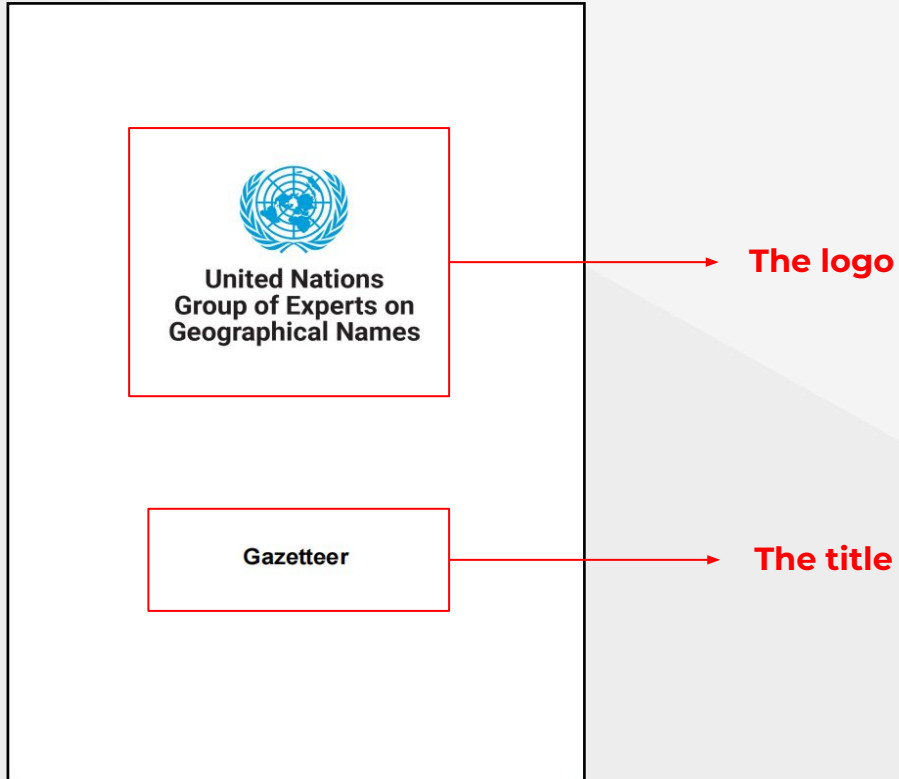 United Nations
Group of Experts on
Geographical Names
The logo
Gazetteer
The title